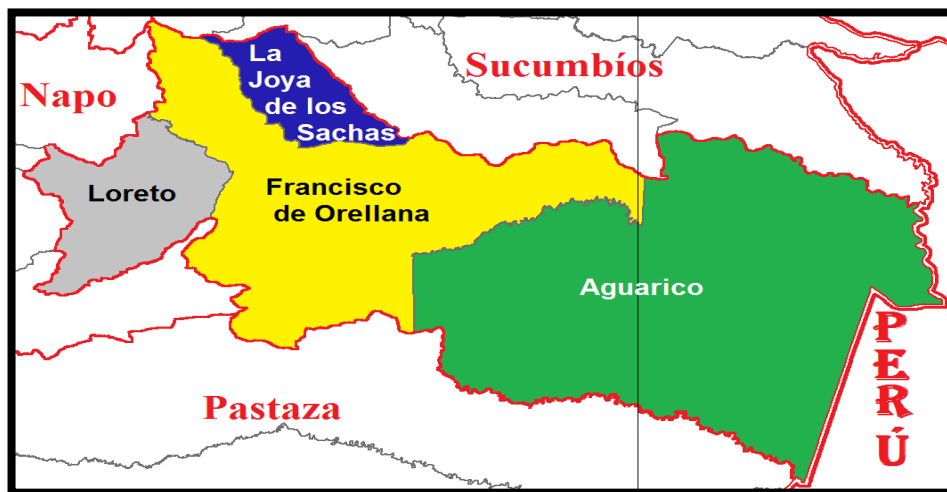 Napo
La
Joya
de los
Sachas
Sucumbíos
Loreto
Francisco
de Orellana
Aguarico
Pastaza
PERÚ